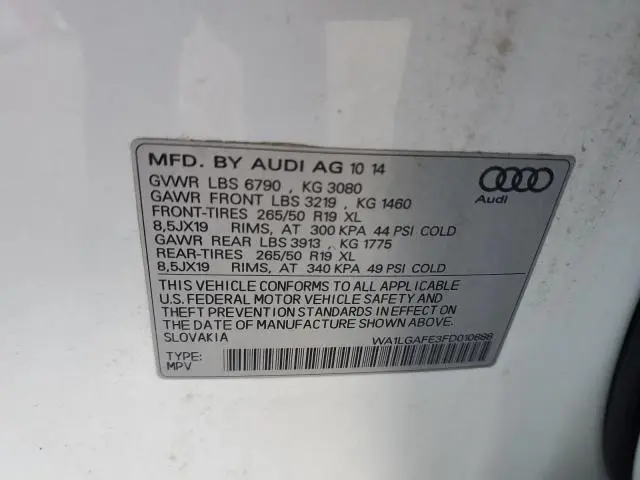 MFD. BY AUDI AG 10 14
GVWR LBS 6790 , KG 3080
GAWR FRONT LBS 3219 , KG 1460
FRONT-TIRES 265/50 R19 XL
8,5JX19 RIMS, AT 300 KPA 44 PSI COLD
GAWR REAR LBS 3913 , KG 1775
REAR-TIRES 265/50 R19 XL
8,5JX19 RIMS, AT 340 KPA 49 PSI COLD
Audi
THIS VEHICLE CONFORMS TO ALL APPLICABLE
U.S. FEDERAL MOTOR VEHICLE SAFETY AND
THEFT PREVENTION STANDARDS IN EFFECT ON
THE DATE OF MANUFACTURE SHOWN ABOVE.
SLOVAKIA
TYPE:
MPV